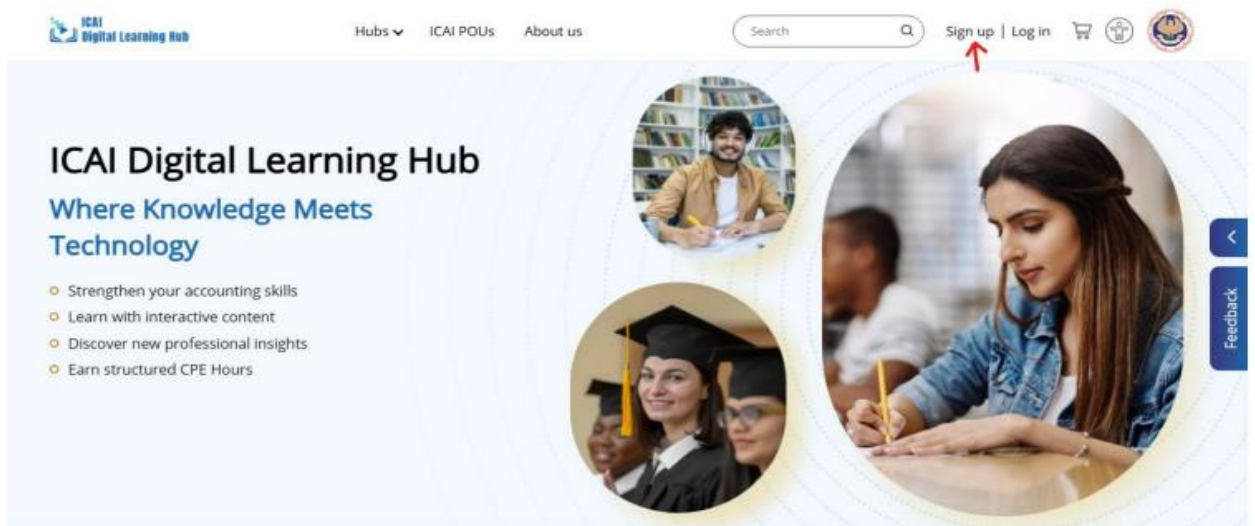 ICAI
Digital Learning Hub
Hubs
ICAI POUs
About us
Search
Sign up | Log in
ICAI Digital Learning Hub
Where Knowledge Meets
Technology
Strengthen your accounting skills
Learn with interactive content
Discover new professional insights
Earn structured CPE Hours
Feedback